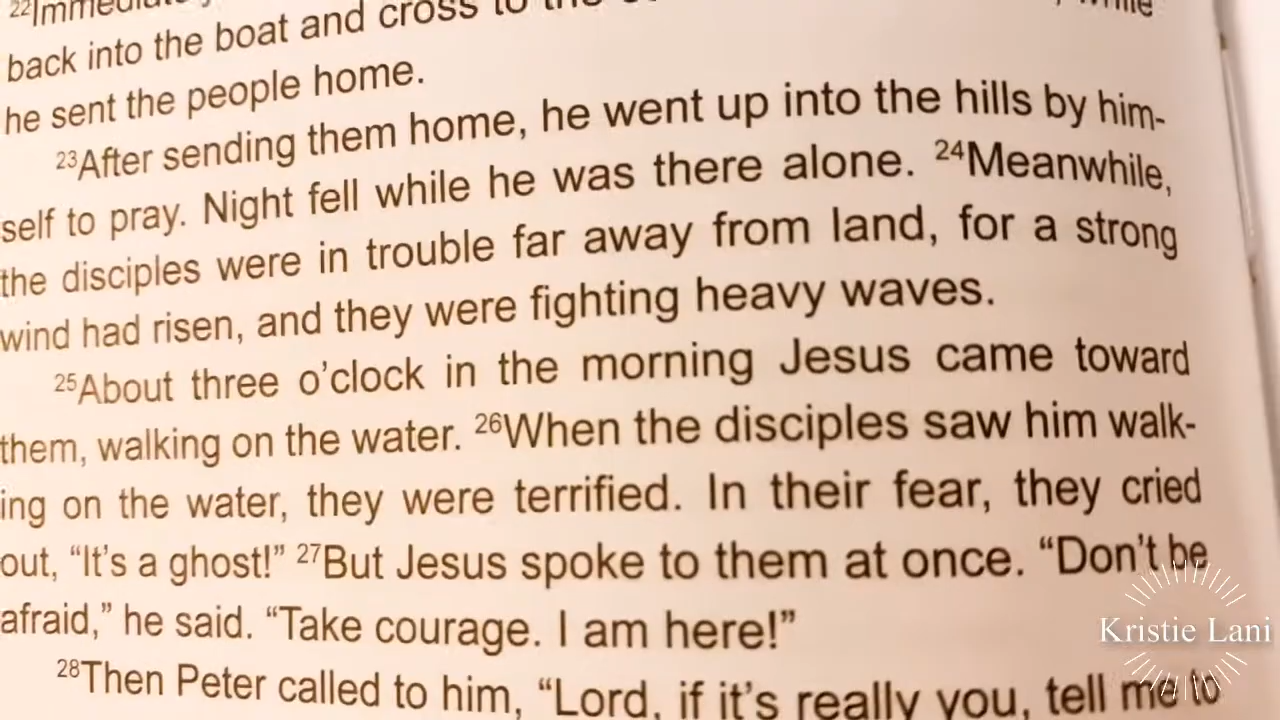 ²²Immediately
back into the boat and cross to the
he sent the people home.
²³After sending them home, he went up into the hills by him-
self to pray. Night fell while he was there alone. ²⁴Meanwhile,
the disciples were in trouble far away from land, for a strong
wind had risen, and they were fighting heavy waves.
²⁵About three o’clock in the morning Jesus came toward
them, walking on the water. ²⁶When the disciples saw him walk-
ing on the water, they were terrified. In their fear, they cried
out, “It’s a ghost!” ²⁷But Jesus spoke to them at once. “Don’t be
afraid,” he said. “Take courage. I am here!”
²⁸Then Peter called to him, “Lord, if it’s really you, tell me to
Kristie Lani